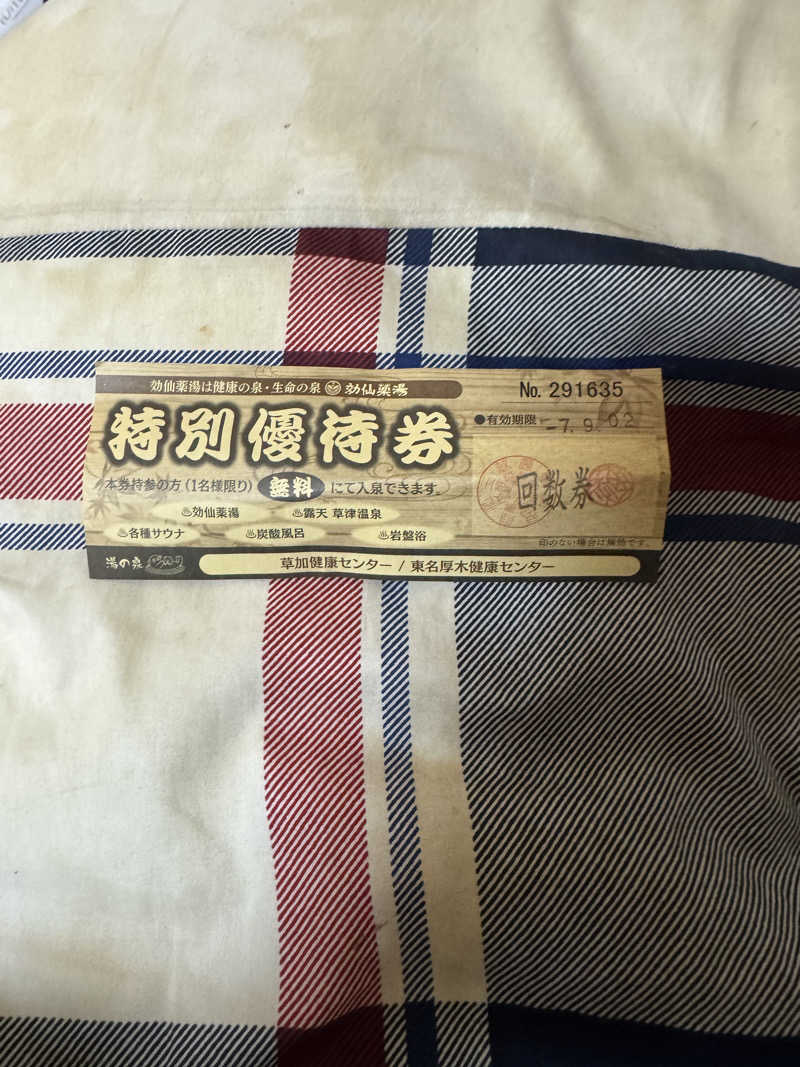 効仙薬湯は健康の泉・生命の泉 効仙薬湯
No. 291635
特別優待券
●有効期限 -7. 9. 02
本券持参の方（1名様限り） 無料 にて入泉できます。
回数券
♨効仙薬湯 ♨露天 草津温泉
♨各種サウナ ♨炭酸風呂 ♨岩盤浴
印のない場合は無効です。
湯の泉
草加健康センター / 東名厚木健康センター